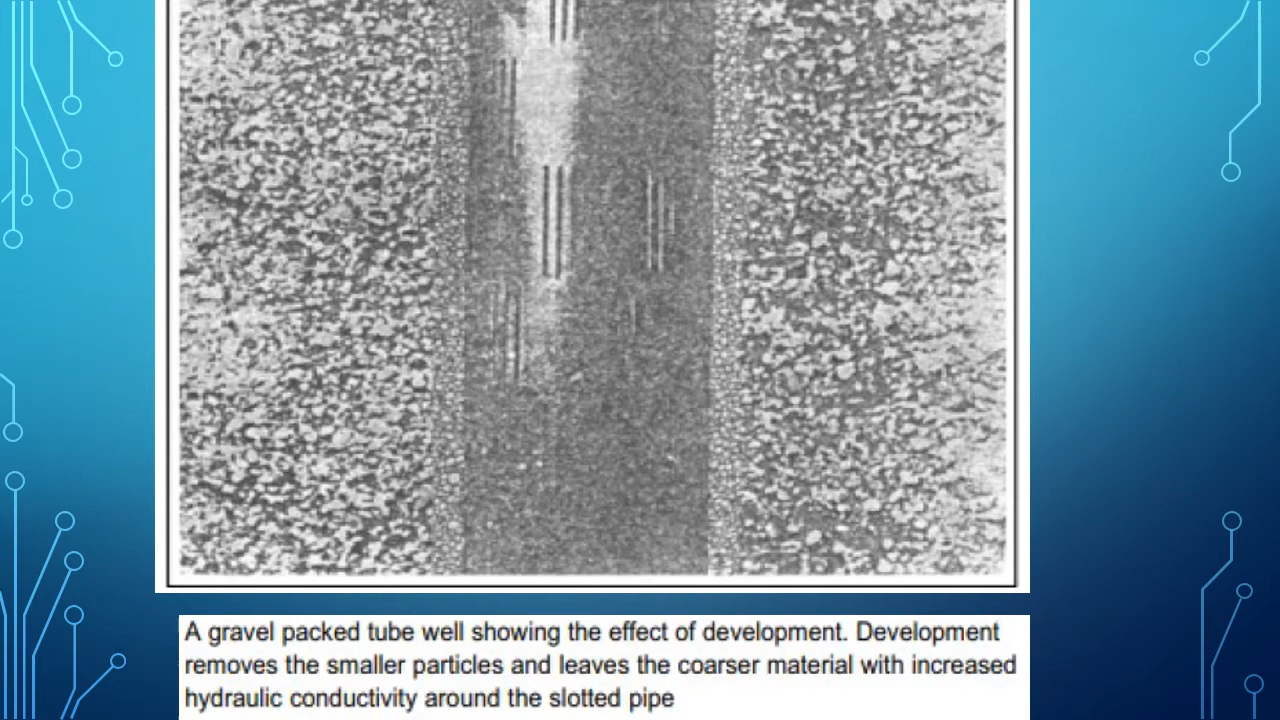 A gravel packed tube well showing the effect of development. Development
removes the smaller particles and leaves the coarser material with increased
hydraulic conductivity around the slotted pipe